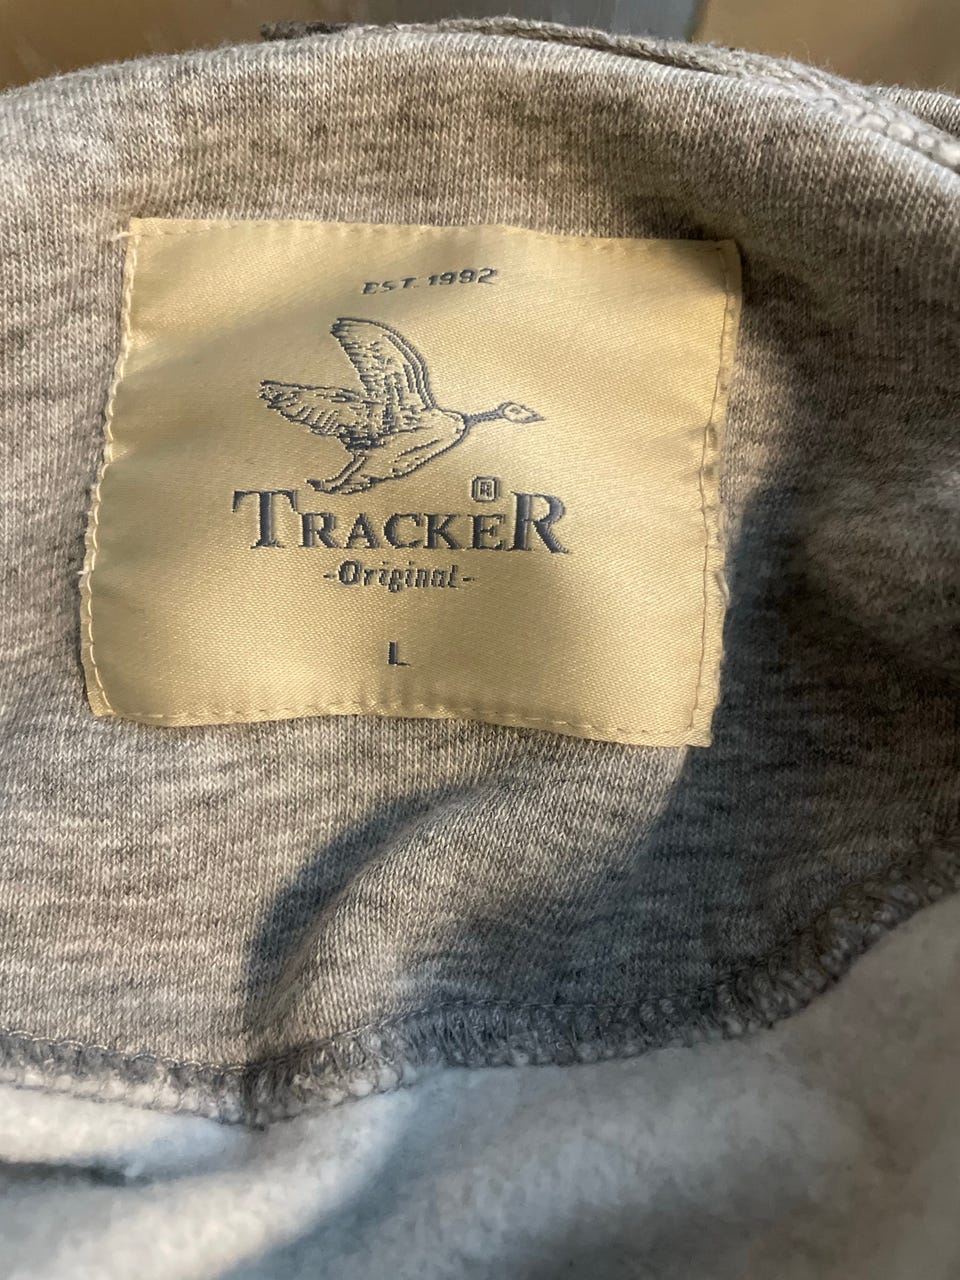 EST. 1992
TRACKER ®
-Original-
L